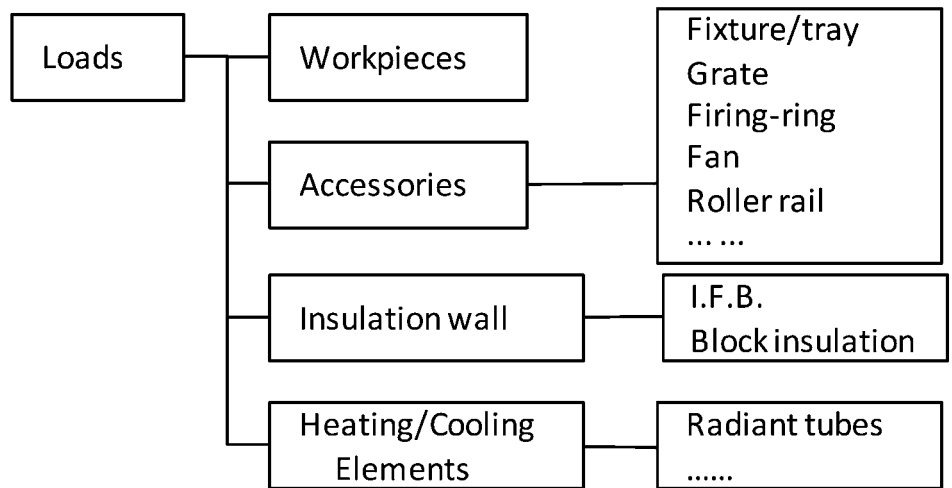 Loads
Workpieces
Accessories
Fixture/tray
Grate
Firing-ring
Fan
Roller rail
... ...
Insulation wall
I.F.B.
Block insulation
Heating/Cooling
Elements
Radiant tubes
......